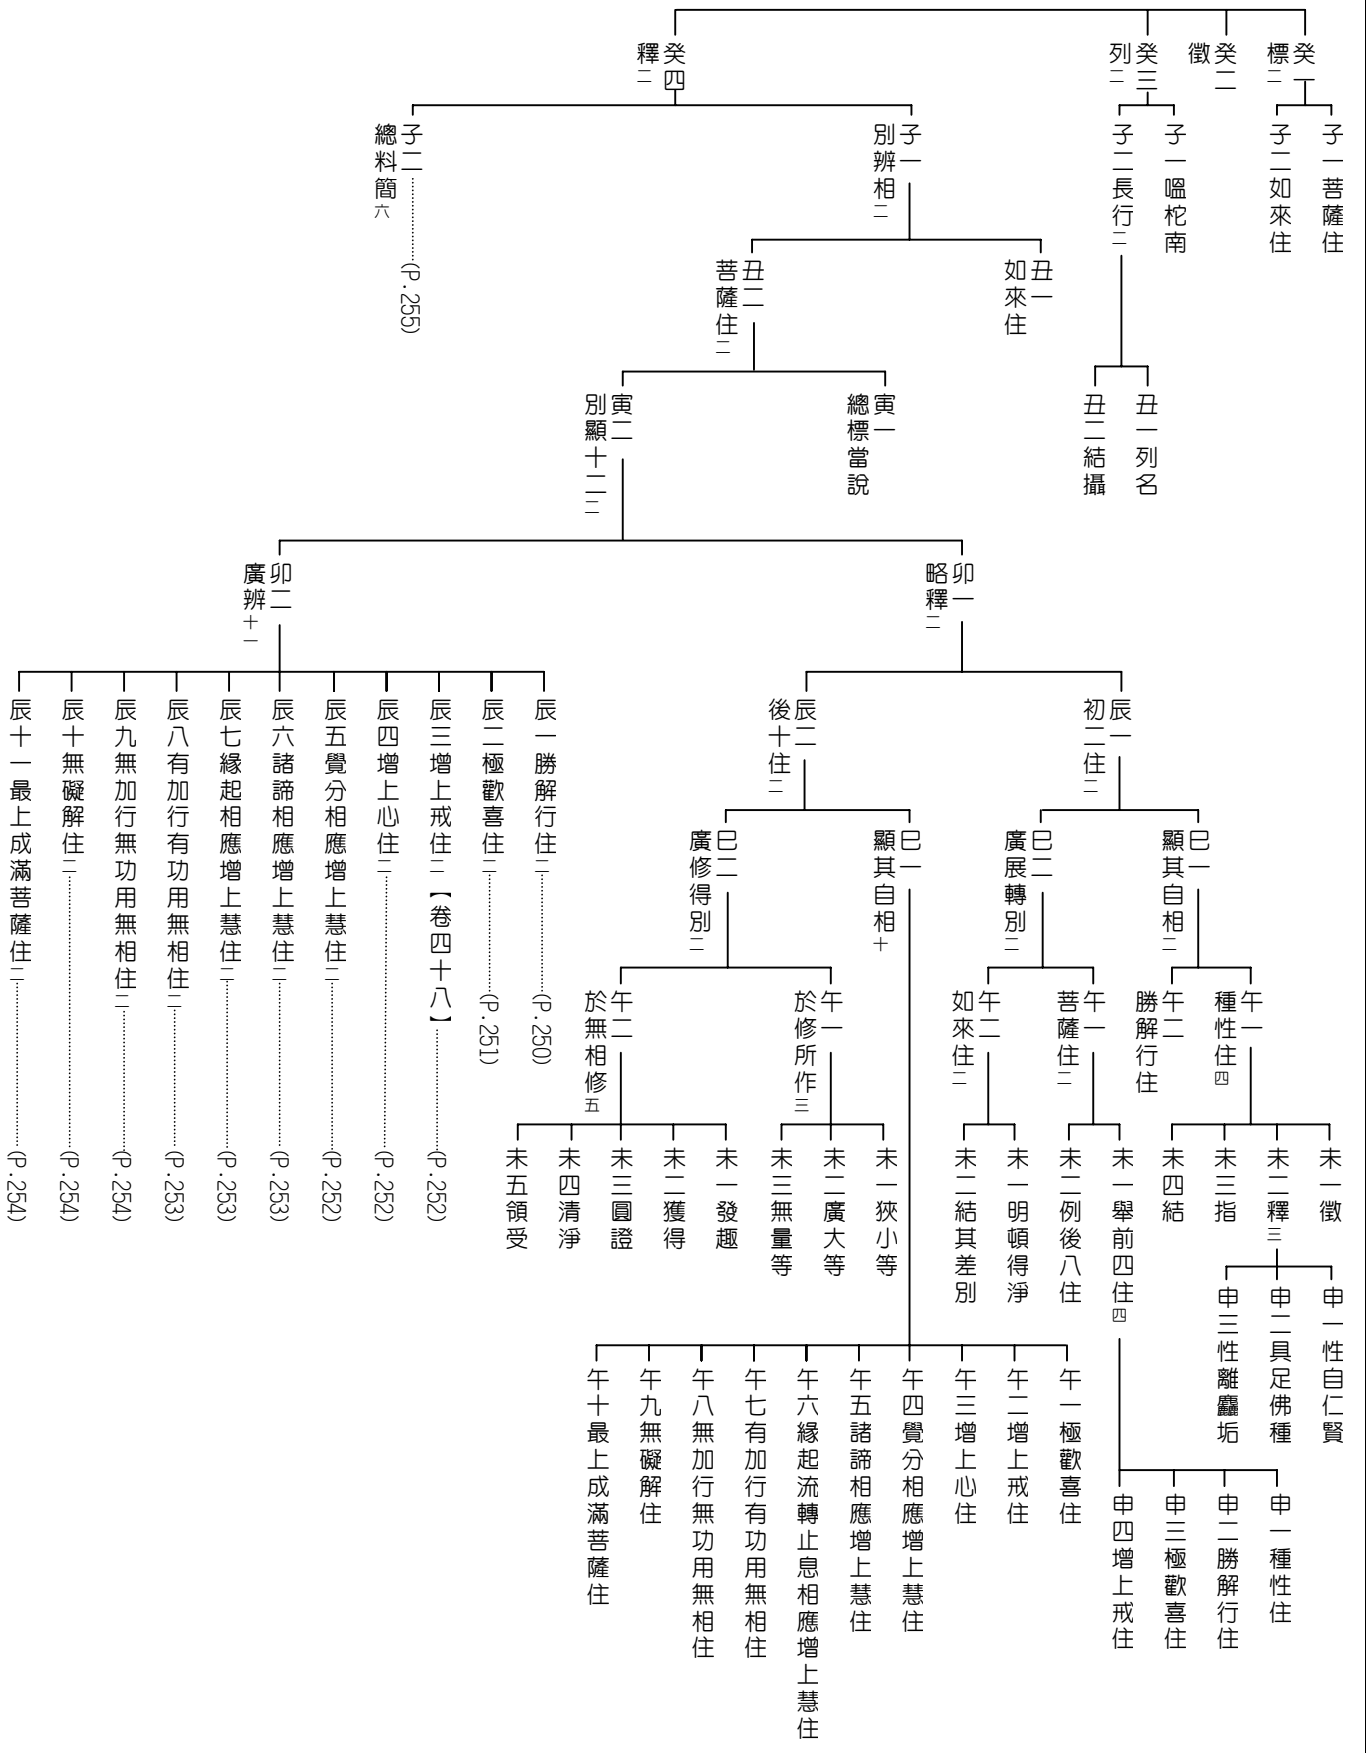 癸一標二
子一菩薩住
子二如來住
癸二徵
癸三列二
子一嗢柁南
子二長行二
丑一列名
丑二結攝
癸四釋二
子一別辨相二
丑一如來住
丑二菩薩住二
寅一總標當說
寅二別顯十二二
卯一略釋二
辰一初二住二
巳一顯其自相二
午一種性住四
未一徵
未二釋三
申一性自仁賢
申二具足佛種
申三性離麤垢
未三指
未四結
午二勝解行住
巳二廣展轉別二
午一菩薩住二
未一舉前四住四
申一種性住
申二勝解行住
申三極歡喜住
申四增上戒住
未二例後八住
午二如來住二
未一明頓得淨
未二結其差別
辰二後十住二
巳一顯其自相十
午一極歡喜住
午二增上戒住
午三增上心住
午四覺分相應增上慧住
午五諸諦相應增上慧住
午六緣起流轉止息相應增上慧住
午七有加行有功用無相住
午八無加行無功用無相住
午九無礙解住
午十最上成滿菩薩住
巳二廣修得別二
午一於修所作三
未一狹小等
未二廣大等
未三無量等
午二於無相修五
未一發趣
未二獲得
未三圓證
未四清淨
未五領受
卯二廣辨十一
辰一勝解行住二(P.250)
辰二極歡喜住二(P.251)
辰三增上戒住二【卷四十八】(P.252)
辰四增上心住二(P.252)
辰五覺分相應增上慧住二(P.252)
辰六諸諦相應增上慧住二(P.253)
辰七緣起相應增上慧住二(P.253)
辰八有加行有功用無相住二(P.253)
辰九無加行無功用無相住二(P.254)
辰十無礙解住二(P.254)
辰十一最上成滿菩薩住二(P.254)
子二總料簡六(P.255)